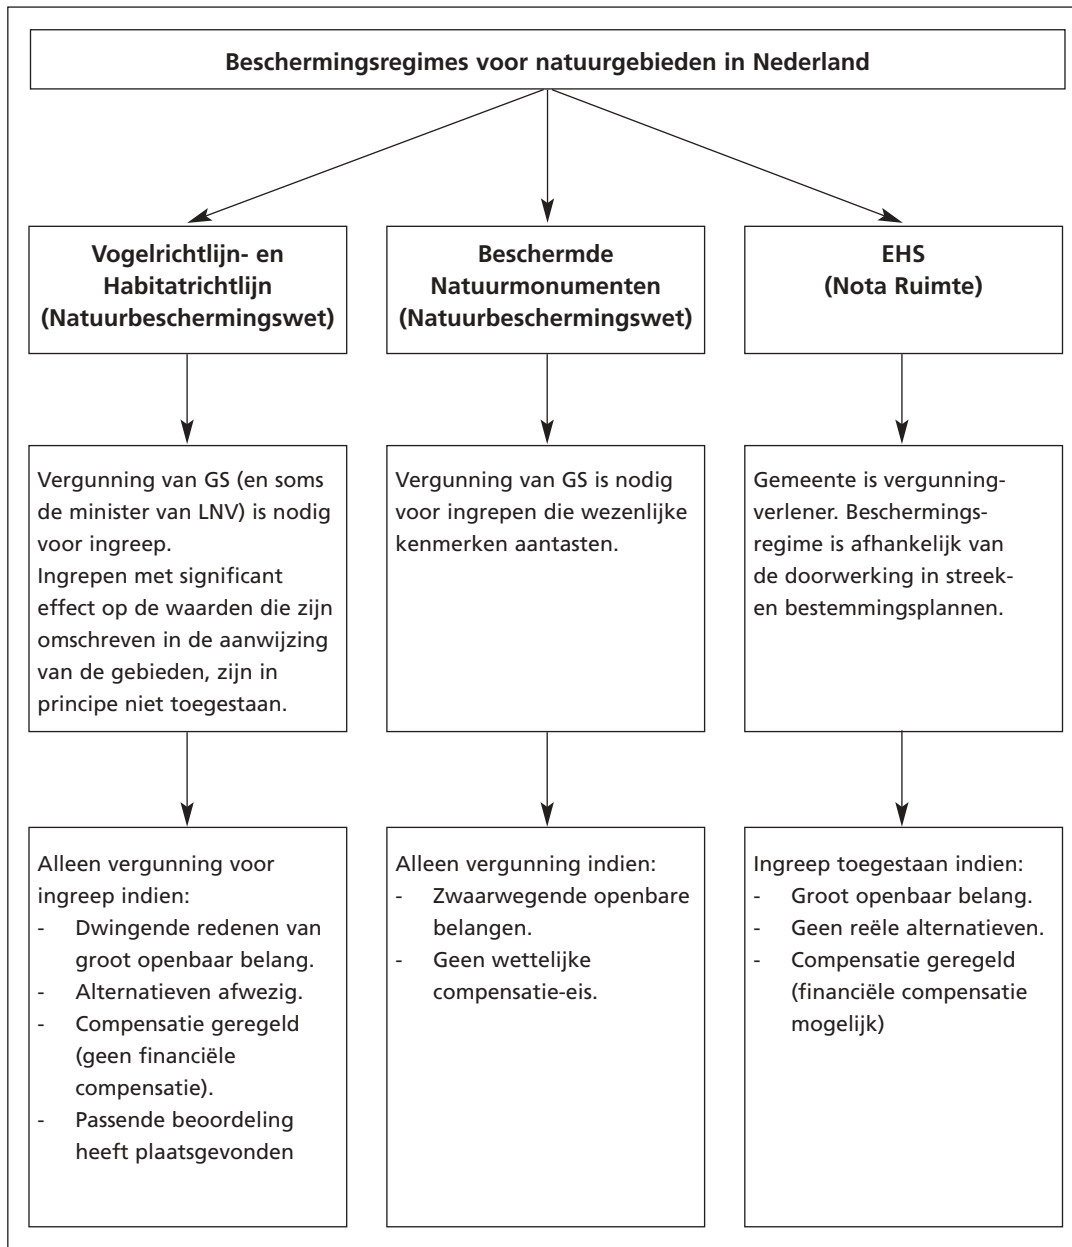 Beschermingsregimes voor natuurgebieden in Nederland
Vogelrichtlijn- en
Habitatrichtlijn
(Natuurbeschermingswet)
Beschermde
Natuurmonumenten
(Natuurbeschermingswet)
EHS
(Nota Ruimte)
Vergunning van GS (en soms
de minister van LNV) is nodig
voor ingreep.
Ingrepen met significant
effect op de waarden die zijn
omschreven in de aanwijzing
van de gebieden, zijn in
principe niet toegestaan.
Vergunning van GS is nodig
voor ingrepen die wezenlijke
kenmerken aantasten.
Gemeente is vergunning-
verlener. Beschermings-
regime is afhankelijk van
de doorwerking in streek-
en bestemmingsplannen.
Alleen vergunning voor
ingreep indien:
- Dwingende redenen van
groot openbaar belang.
- Alternatieven afwezig.
- Compensatie geregeld
(geen financiële
compensatie).
- Passende beoordeling
heeft plaatsgevonden
Alleen vergunning indien:
- Zwaarwegende openbare
belangen.
- Geen wettelijke
compensatie-eis.
Ingreep toegestaan indien:
- Groot openbaar belang.
- Geen reële alternatieven.
- Compensatie geregeld
(financiële compensatie
mogelijk)